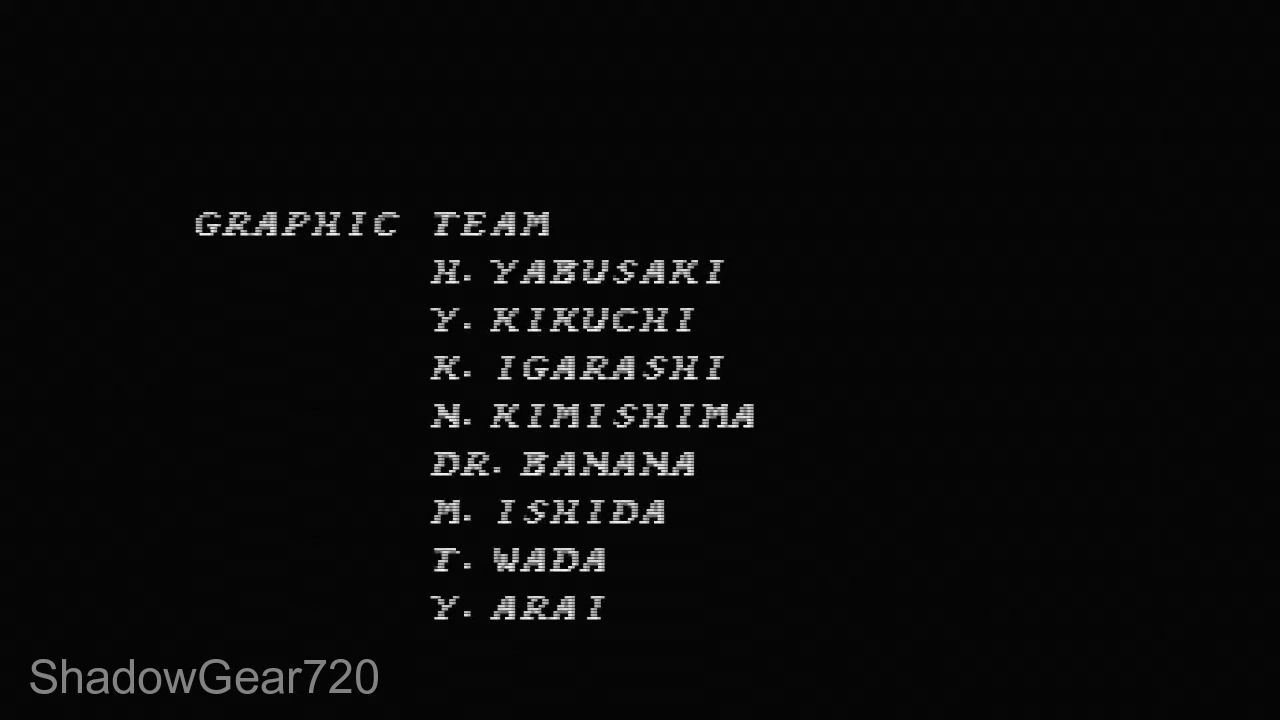 GRAPHIC TEAM
H. YABUSAKI
Y. KIKUCHI
K. IGARASHI
N. KIMISHIMA
DR. BANANA
M. ISHIDA
T. WADA
Y. ARAI
ShadowGear720